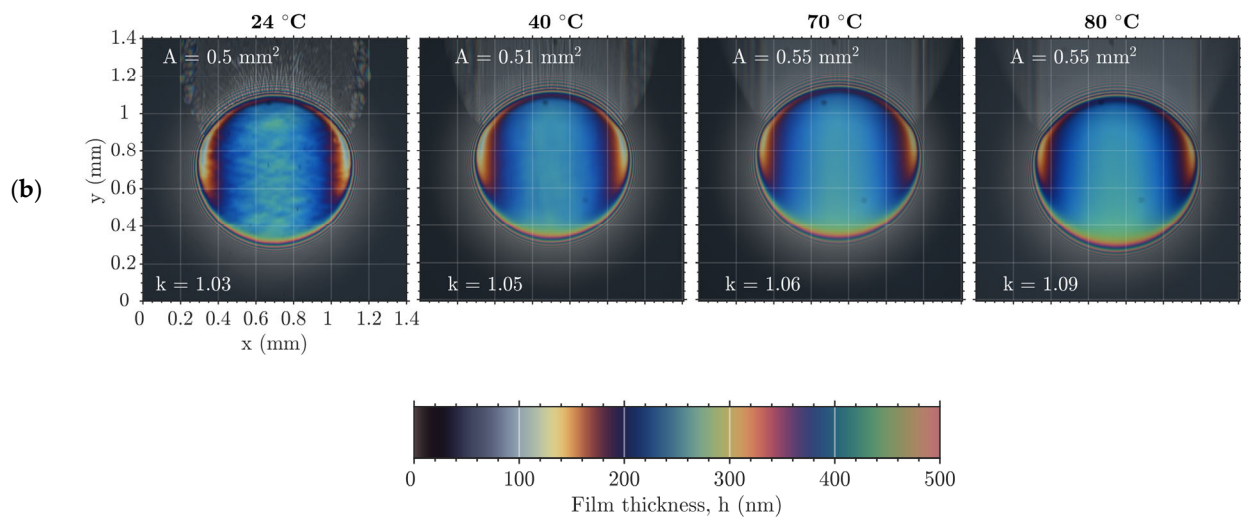 24 °C 40 °C 70 °C 80 °C
(b)
y (mm)
1.4
1.2
1
0.8
0.6
0.4
0.2
0
A = 0.5 mm²
k = 1.03
A = 0.51 mm²
k = 1.05
A = 0.55 mm²
k = 1.06
A = 0.55 mm²
k = 1.09
0 0.2 0.4 0.6 0.8 1 1.2 1.4
x (mm)
0 100 200 300 400 500
Film thickness, h (nm)